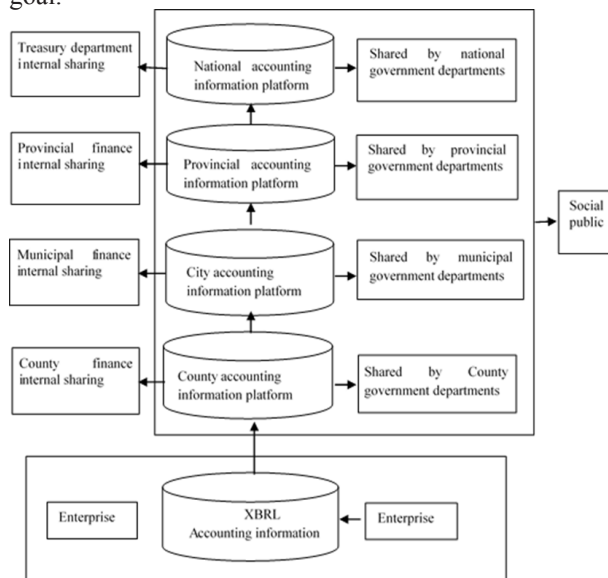 goal.
Treasury department
internal sharing
National accounting
information platform
Shared by national
government departments
Provincial finance
internal sharing
Provincial accounting
information platform
Shared by provincial
government departments
Social
public
Municipal finance
internal sharing
City accounting
information platform
Shared by municipal
government departments
County finance
internal sharing
County accounting
information platform
Shared by County
government departments
Enterprise
XBRL
Accounting information
Enterprise